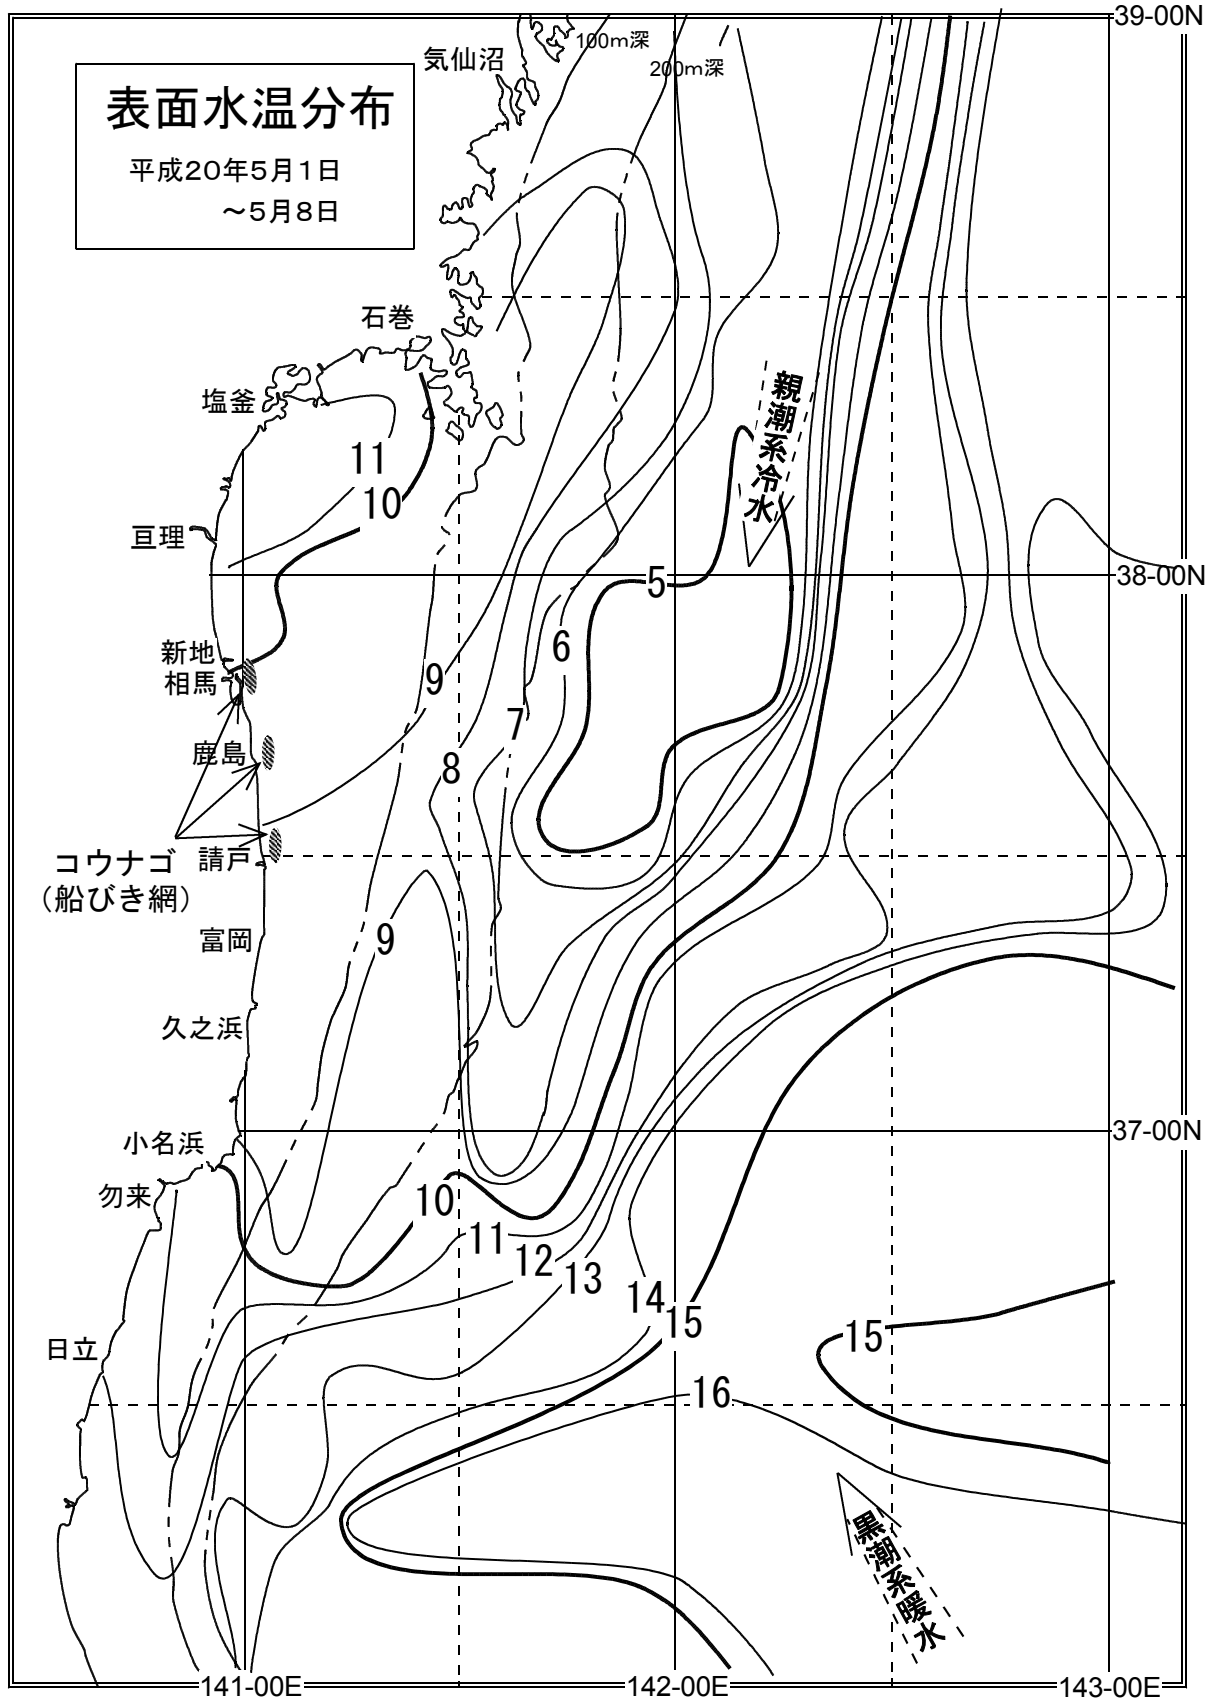 39-00N
100m深
気仙沼
200m深
表面水温分布
平成20年5月1日
～5月8日
石巻
塩釜
親潮系冷水
11
10
亘理
38-00N
5
新地
6
相馬
9
7
鹿島
8
コウナゴ
請戸
（船びき網）
富岡
9
久之浜
小名浜
37-00N
勿来
10
11
12
13
14
15
15
日立
16
黒潮系暖水
141-00E
142-00E
143-00E